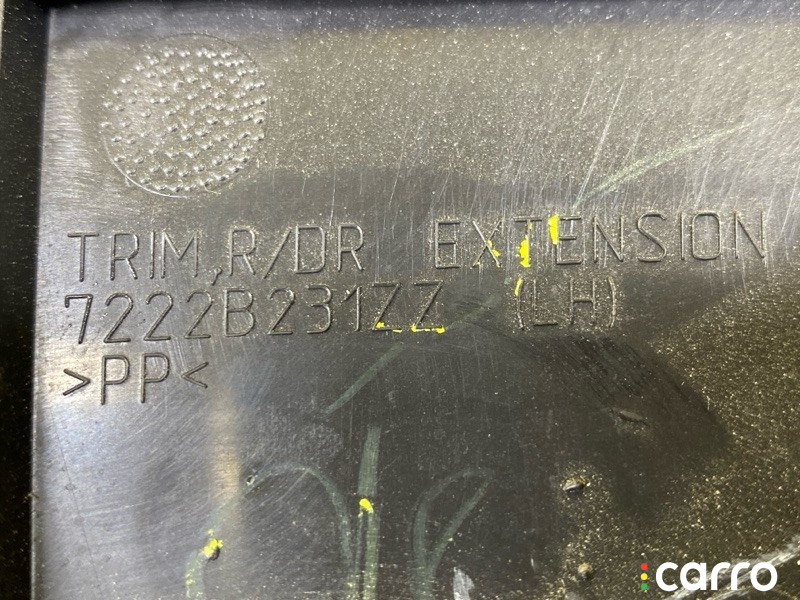 TRIM,R/DR EXTENSION
7222B231ZZ (LH)
>PP<
carro